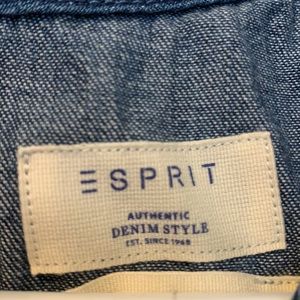 ESPRIT
AUTHENTIC
DENIM STYLE
EST. SINCE 1968